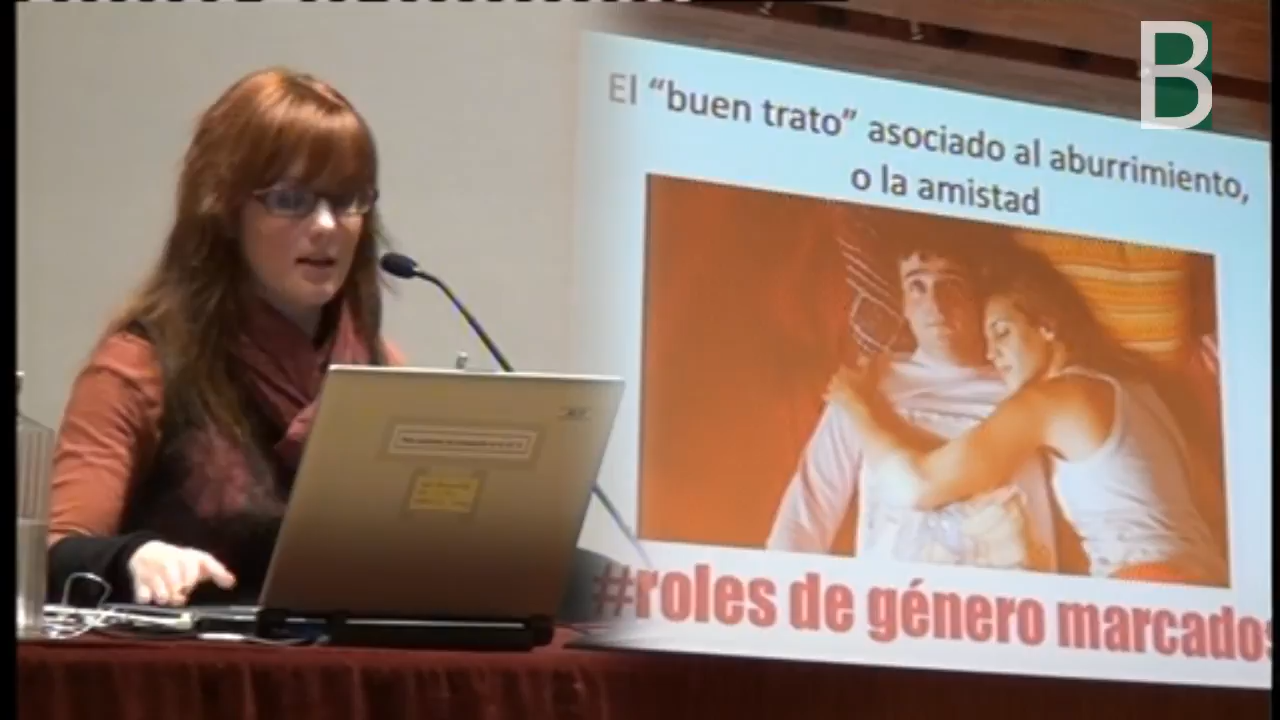 B
El “buen trato” asociado al aburrimiento,
o la amistad
#roles de género marcados